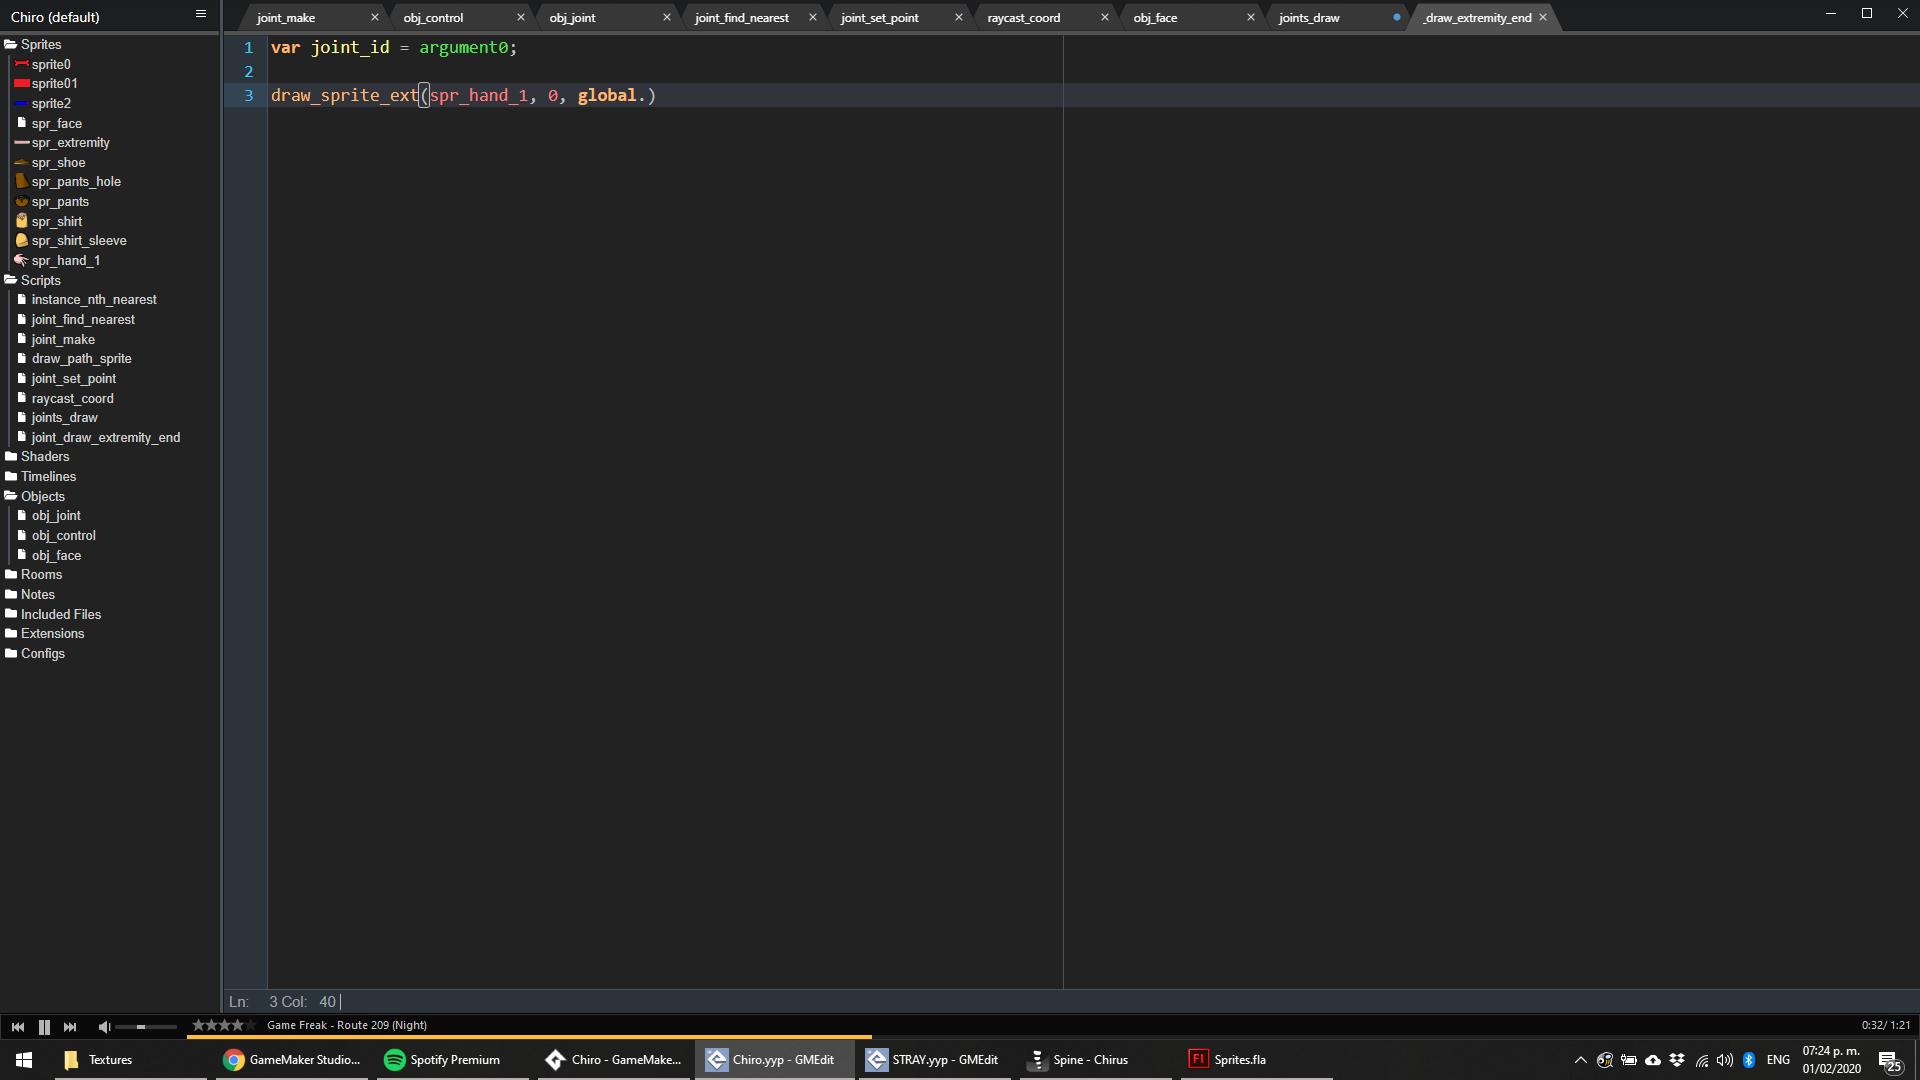 Chiro (default)
joint_make
obj_control
obj_joint
joint_find_nearest
joint_set_point
raycast_coord
obj_face
joints_draw
_draw_extremity_end
Sprites
sprite0
sprite01
sprite2
spr_face
spr_extremity
spr_shoe
spr_pants_hole
spr_pants
spr_shirt
spr_shirt_sleeve
spr_hand_1
Scripts
instance_nth_nearest
joint_find_nearest
joint_make
draw_path_sprite
joint_set_point
raycast_coord
joints_draw
joint_draw_extremity_end
Shaders
Timelines
Objects
obj_joint
obj_control
obj_face
Rooms
Notes
Included Files
Extensions
Configs
1 var joint_id = argument0;
2
3 draw_sprite_ext(spr_hand_1, 0, global.)
Ln: 3 Col: 40
Game Freak - Route 209 (Night)
0:32/ 1:21
Textures
GameMaker Studio...
Spotify Premium
Chiro - GameMake...
Chiro.yyp - GMEdit
STRAY.yyp - GMEdit
Spine - Chirus
Fl
Sprites.fla
ENG
07:24 p. m.
01/02/2020
25